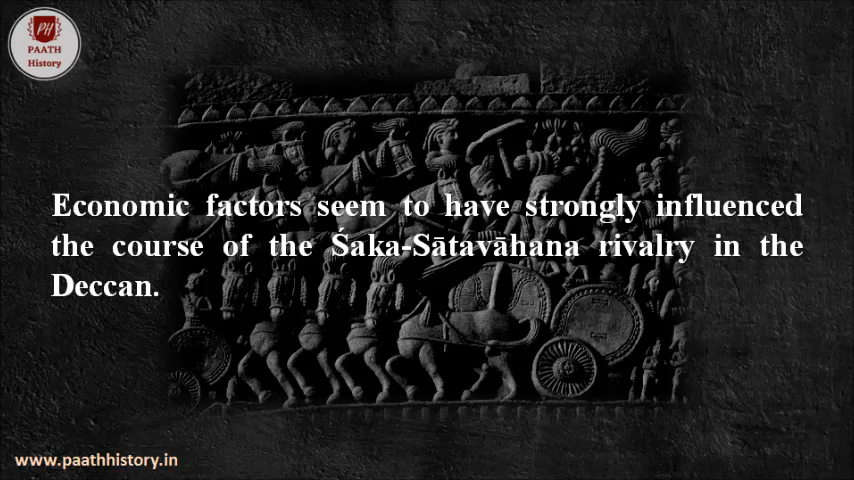 PH
PAATH
History
Economic factors seem to have strongly influenced
the course of the Śaka-Sātavāhana rivalry in the
Deccan.
www.paathhistory.in